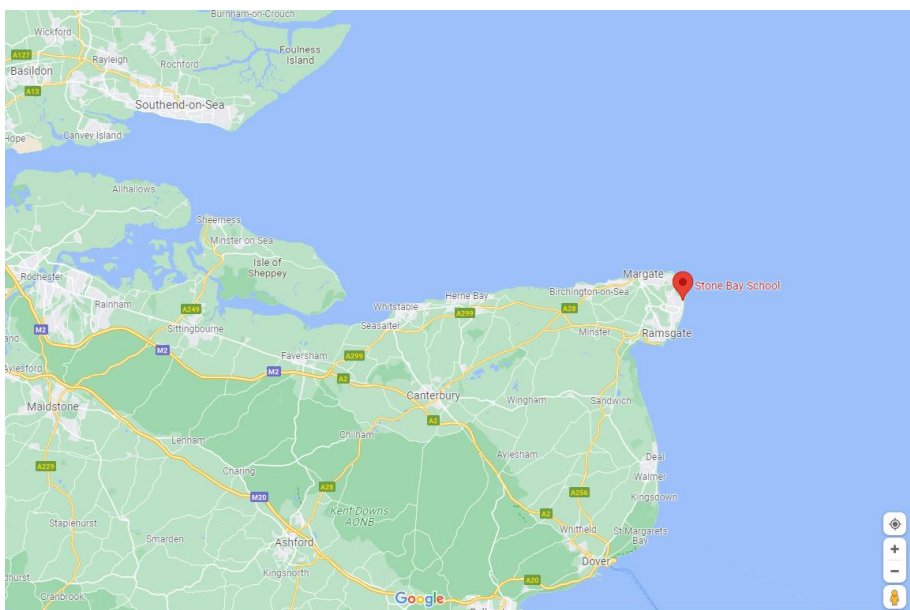 Burnham-on-Crouch
Wickford
Foulness
Island
A127
Rayleigh
Rochford
Basildon
A13
Southend-on-Sea
Canvey Island
Hope
Allhallows
Sheerness
Minster on Sea
Isle of
Sheppey
Rochester
Margate
Stone Bay School
Birchington-on-Sea
Herne Bay
Whitstable
A28
A299
Rainham
A249
Seasalter
Sittingbourne
Minster
Ramsgate
M2
M2
Faversham
A299
M2
A2
Aylesford
Canterbury
Maidstone
Wingham
Sandwich
A2
Chilham
Lenham
Aylesham
Deal
A229
Charing
Walmer
M20
A28
A256
Kingsdown
Kent Downs
AONB
A2
Staplehurst
Whitfield
St Margarets
Bay
Smarden
Ashford
Dover
Kingsnorth
A20
Cranbrook
Google